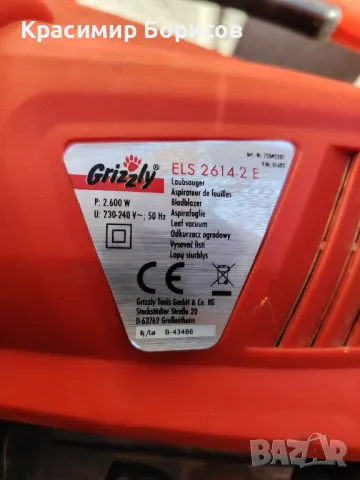 Красимир Борисов
Grizzly®
ELS 2614-2 E
Laubsauger
Aspirateur de feuilles
Bladblazer
Aspirafoglie
Leaf vacuum
Odkurzacz ogrodowy
Vysavač listí
Lapų siurblys
P: 2.600 W
U: 230-240 V~; 50 Hz
CE
Grizzly Tools GmbH & Co. KG
Stockstädter Straße 20
D-63762 Großostheim
B-43466
BAZAR